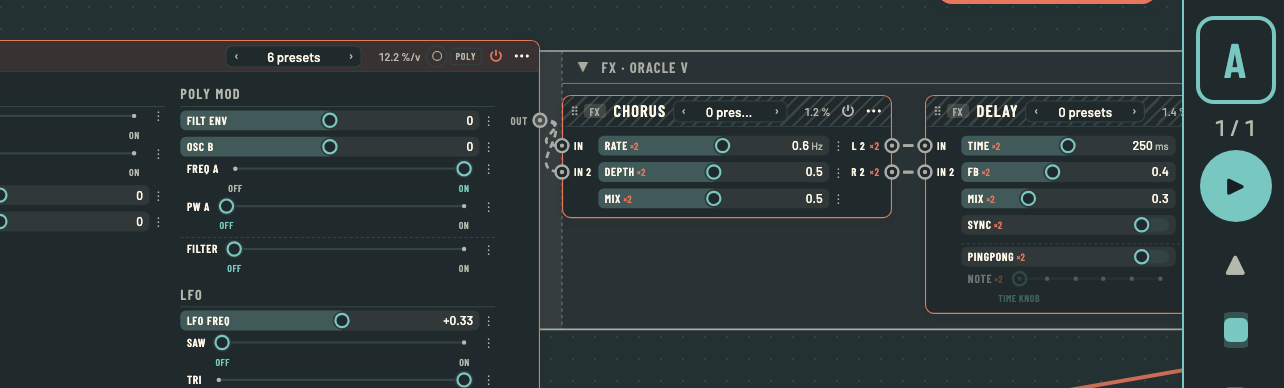 6 presets
12.2 %/v
POLY
ON
ON
0
0
POLY MOD
FILT ENV 0
OSC B 0
FREQ A
OFF ON
PW A
OFF ON
FILTER
OFF ON
LFO
LFO FREQ +0.33
SAW
OFF ON
TRI
OUT
FX · ORACLE V
FX CHORUS 0 pres... 1.2 %
IN RATE ×2 0.6 Hz L 2 ×2
IN 2 DEPTH ×2 0.5 R 2 ×2
MIX ×2 0.5
FX DELAY 0 presets 1.4
IN TIME ×2 250 ms
IN 2 FB ×2 0.4
MIX ×2 0.3
SYNC ×2
PINGPONG ×2
NOTE ×2
TIME KNOB
A
1/1